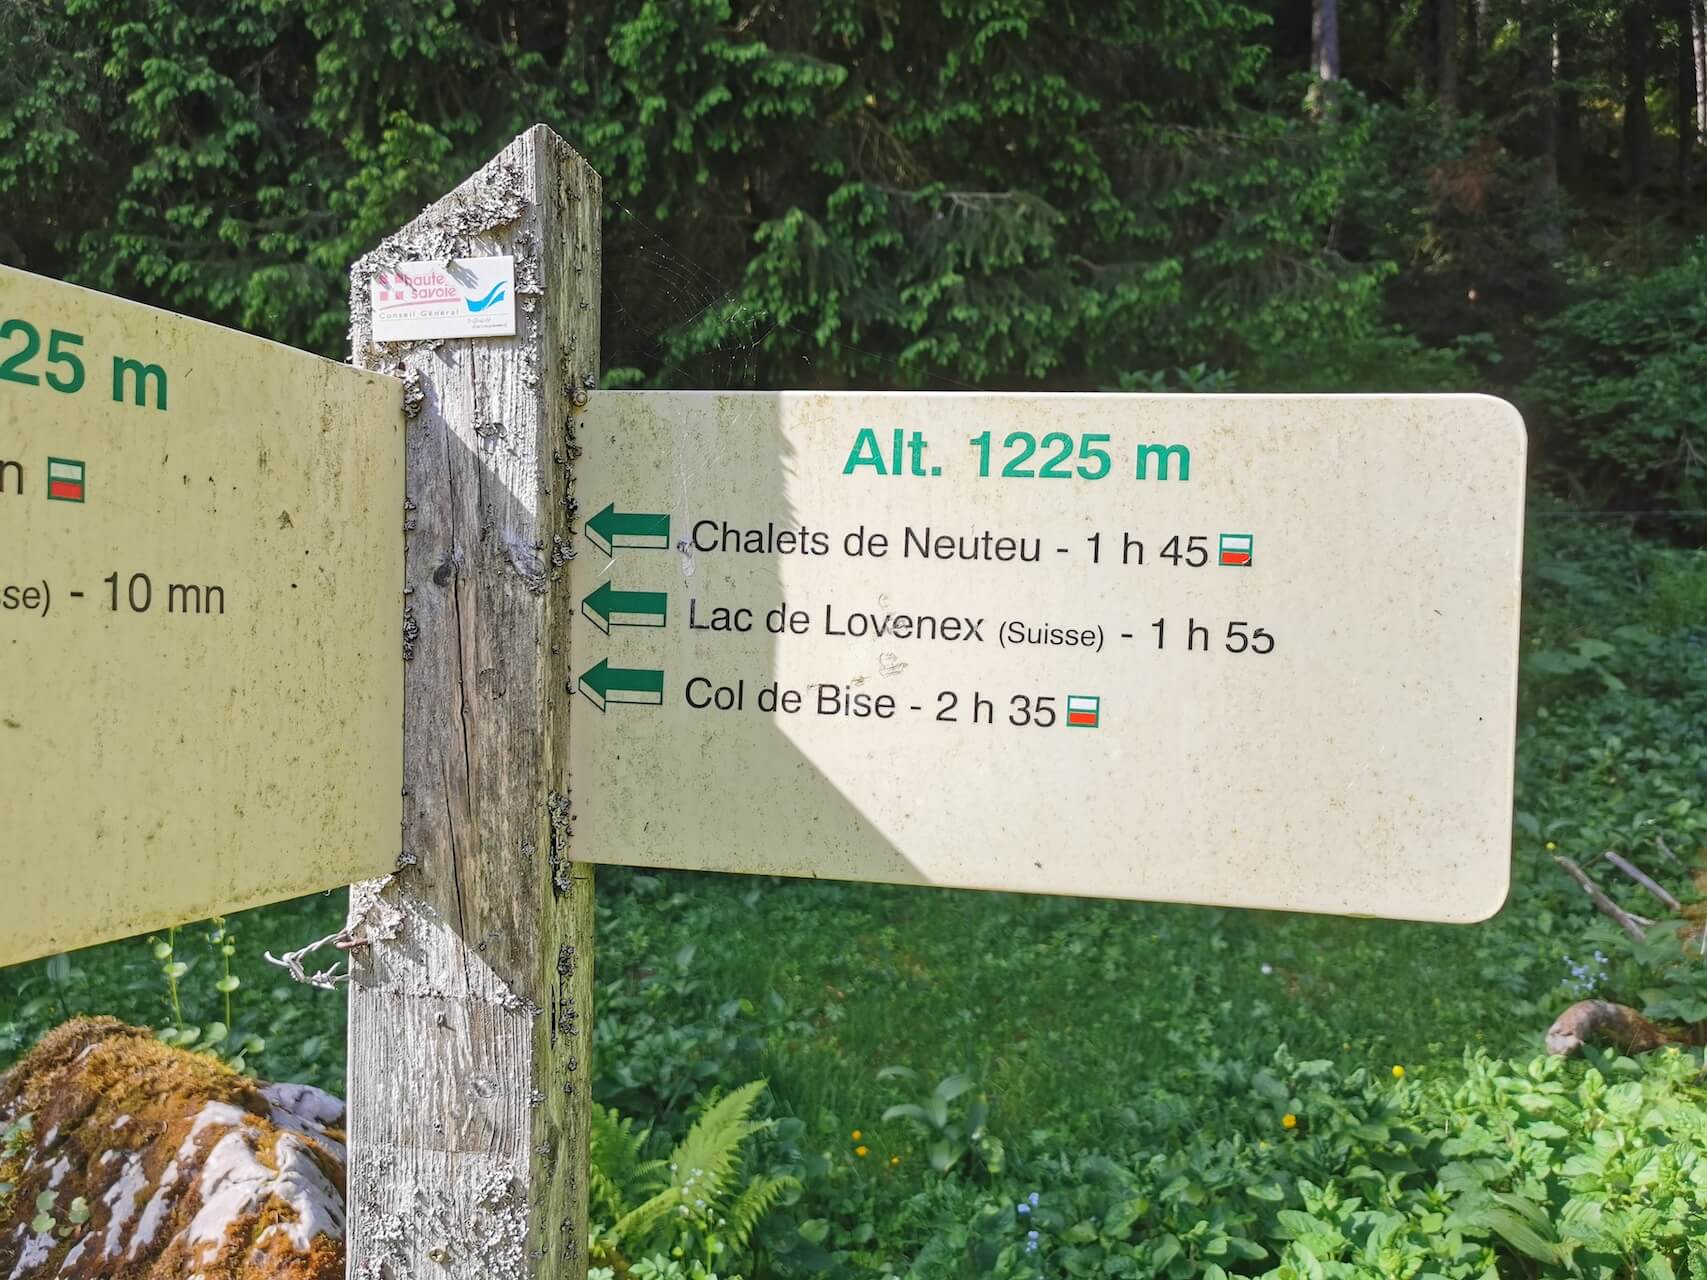 25 m
n
sse) - 10 mn
haute
savoie
Conseil Général
Alt. 1225 m
Chalets de Neuteu - 1 h 45
Lac de Lovenex (Suisse) - 1 h 55
Col de Bise - 2 h 35